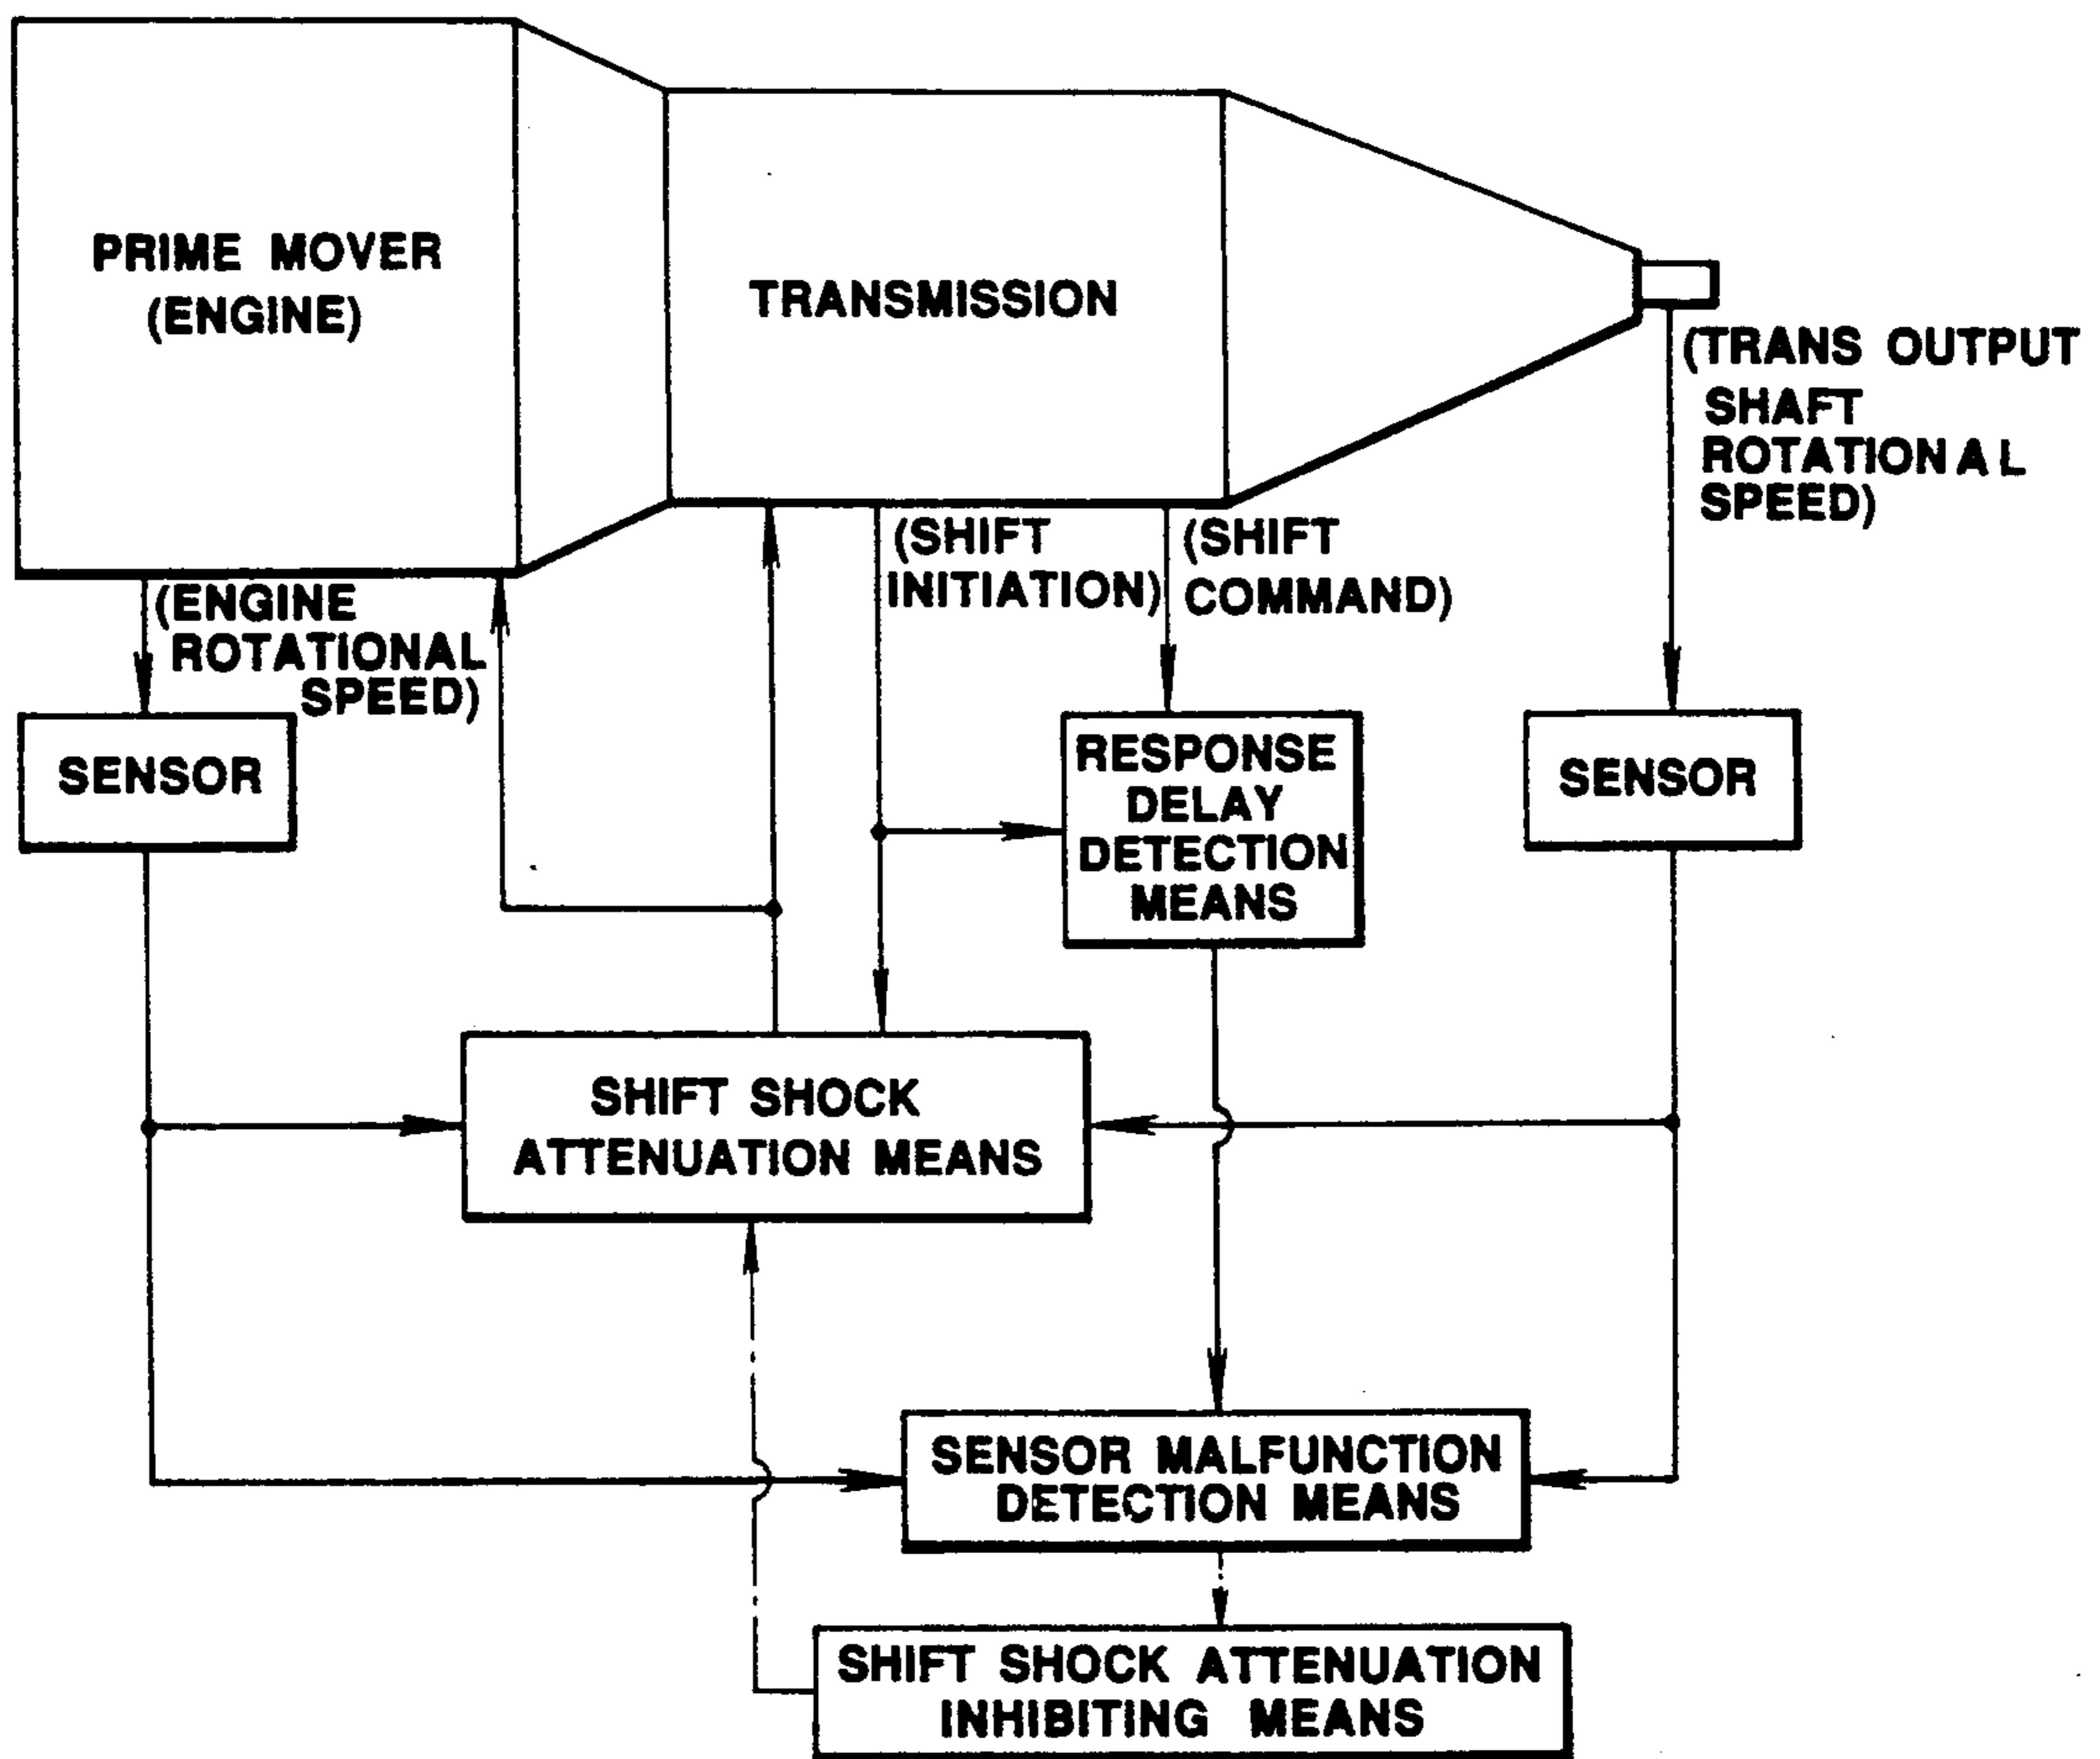 PRIME MOVER
(ENGINE)
TRANSMISSION
(TRANS OUTPUT
SHAFT
ROTATIONAL
SPEED)
(SHIFT
INITIATION)
(SHIFT
COMMAND)
(ENGINE
ROTATIONAL
SPEED)
SENSOR
RESPONSE
DELAY
DETECTION
MEANS
SENSOR
SHIFT SHOCK
ATTENUATION MEANS
SENSOR MALFUNCTION
DETECTION MEANS
SHIFT SHOCK ATTENUATION
INHIBITING MEANS